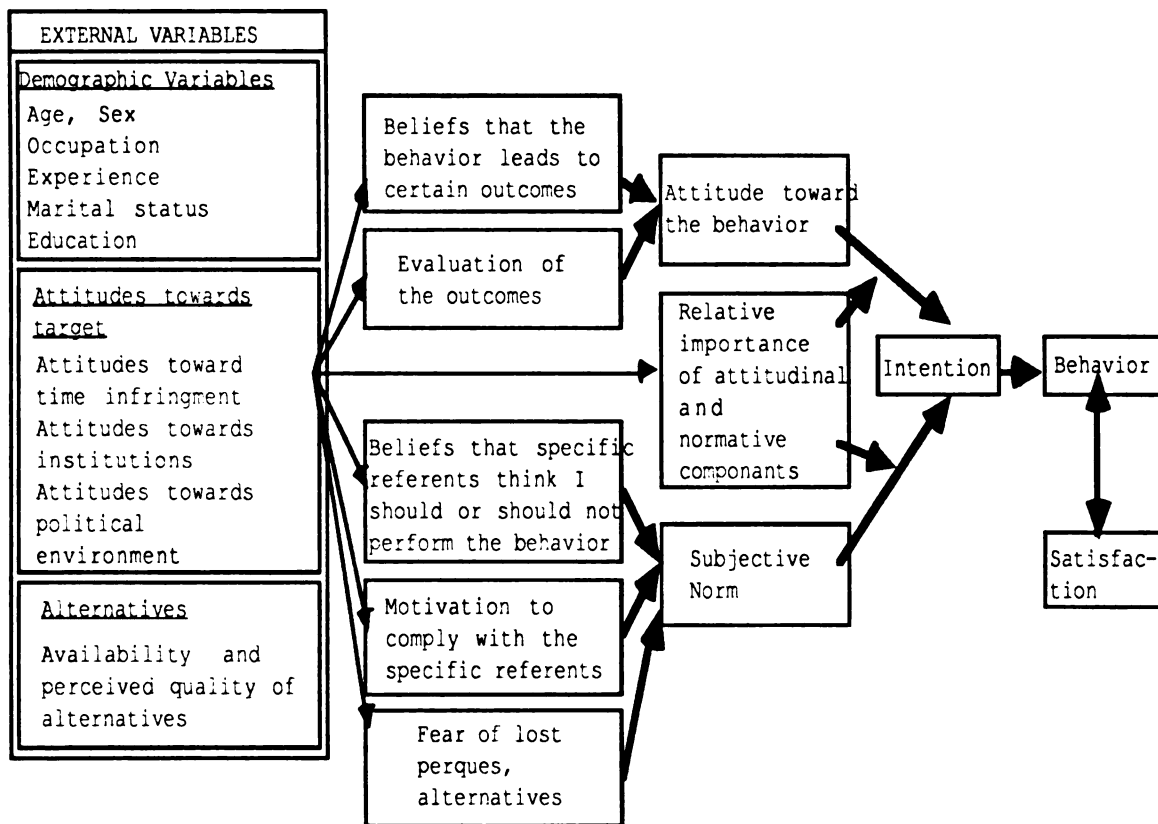 EXTERNAL VARIABLES
Demographic Variables
Age, Sex
Occupation
Experience
Marital status
Education
Attitudes towards
target
Attitudes toward
time infringment
Attitudes towards
institutions
Attitudes towards
political
environment
Alternatives
Availability and
perceived quality of
alternatives
Beliefs that the
behavior leads to
certain outcomes
Evaluation of
the outcomes
Beliefs that specific
referents think I
should or should not
perform the behavior
Motivation to
comply with the
specific referents
Fear of lost
perques,
alternatives
Attitude toward
the behavior
Relative
importance
of attitudinal
and
normative
componants
Subjective
Norm
Intention
Behavior
Satisfac-
tion